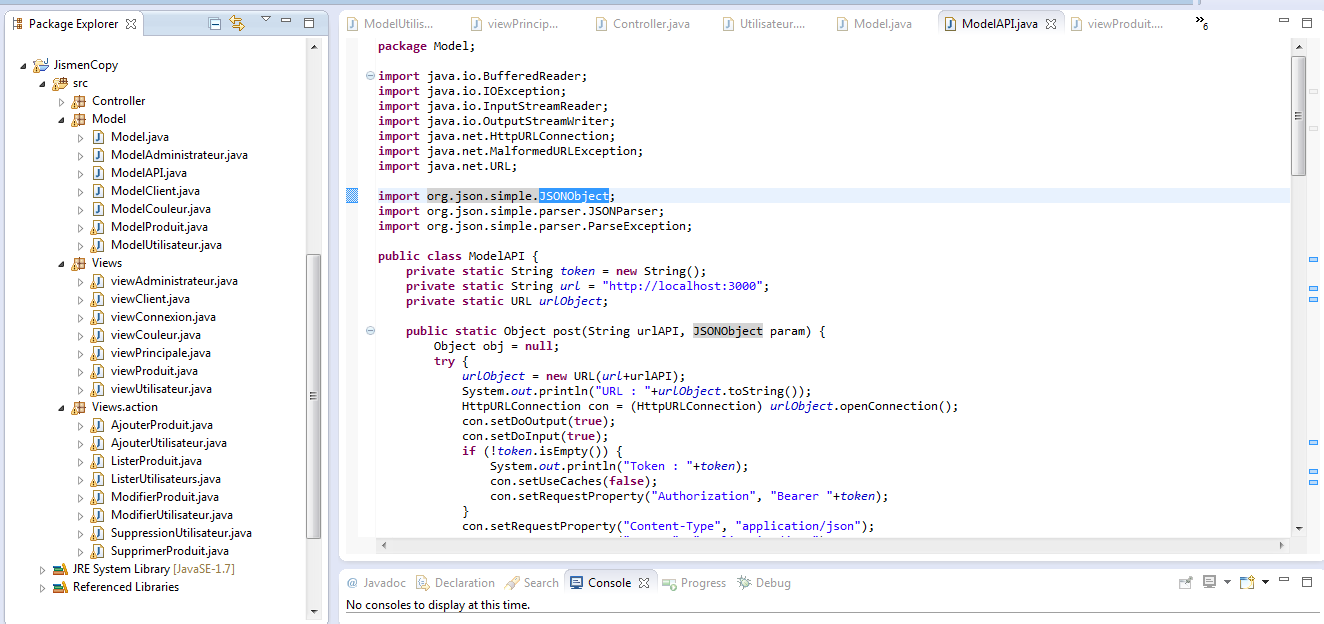 Package Explorer
JismenCopy
src
Controller
Model
Model.java
ModelAdministrateur.java
ModelAPI.java
ModelClient.java
ModelCouleur.java
ModelProduit.java
ModelUtilisateur.java
Views
viewAdministrateur.java
viewClient.java
viewConnexion.java
viewCouleur.java
viewPrincipale.java
viewProduit.java
viewUtilisateur.java
Views.action
AjouterProduit.java
AjouterUtilisateur.java
ListerProduit.java
ListerUtilisateurs.java
ModifierProduit.java
ModifierUtilisateur.java
SuppressionUtilisateur.java
SupprimerProduit.java
JRE System Library [JavaSE-1.7]
Referenced Libraries
ModelUtilis... viewPrincip... Controller.java Utilisateur.... Model.java ModelAPI.java viewProduit.... »6
package Model;
import java.io.BufferedReader;
import java.io.IOException;
import java.io.InputStreamReader;
import java.io.OutputStreamWriter;
import java.net.HttpURLConnection;
import java.net.MalformedURLException;
import java.net.URL;
import org.json.simple.JSONObject;
import org.json.simple.parser.JSONParser;
import org.json.simple.parser.ParseException;
public class ModelAPI {
private static String token = new String();
private static String url = "http://localhost:3000";
private static URL urlObject;
public static Object post(String urlAPI, JSONObject param) {
Object obj = null;
try {
urlObject = new URL(url+urlAPI);
System.out.println("URL : "+urlObject.toString());
HttpURLConnection con = (HttpURLConnection) urlObject.openConnection();
con.setDoOutput(true);
con.setDoInput(true);
if (!token.isEmpty()) {
System.out.println("Token : "+token);
con.setUseCaches(false);
con.setRequestProperty("Authorization", "Bearer "+token);
}
con.setRequestProperty("Content-Type", "application/json");
@ Javadoc Declaration Search Console Progress Debug
No consoles to display at this time.